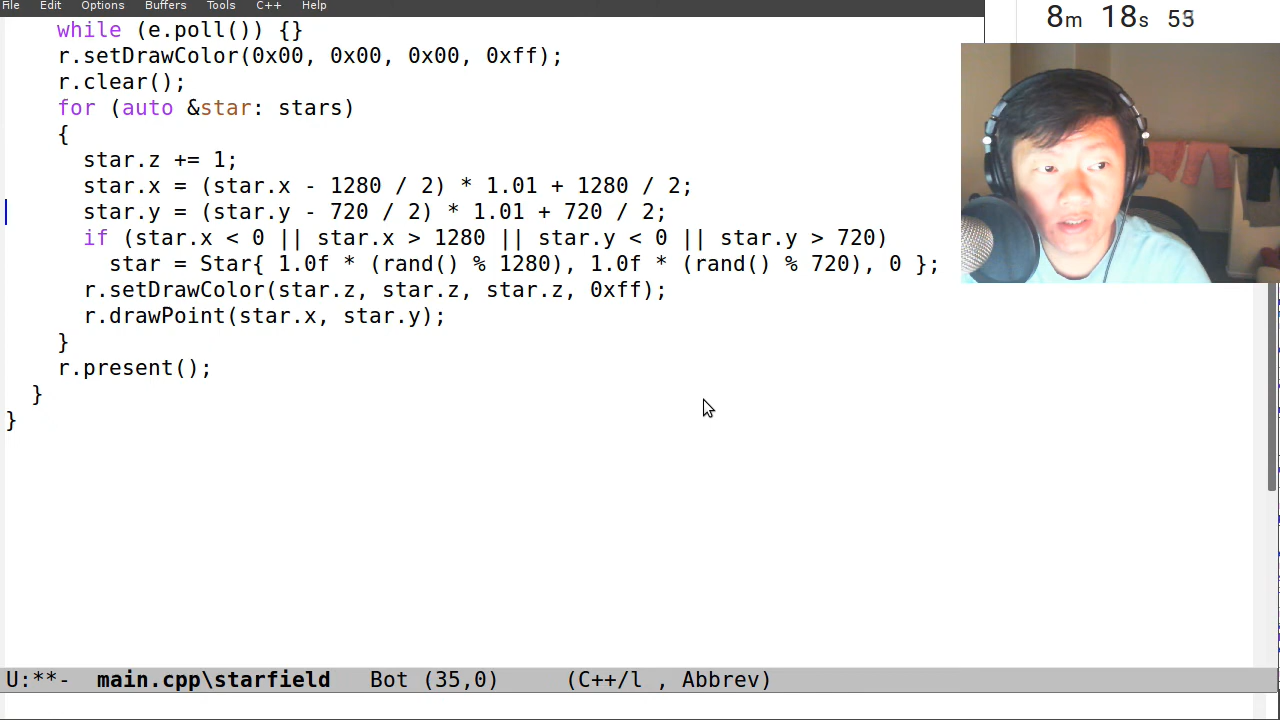 File Edit Options Buffers Tools C++ Help
8m 18s 53
while (e.poll()) {}
r.setDrawColor(0x00, 0x00, 0x00, 0xff);
r.clear();
for (auto &star: stars)
{
star.z += 1;
star.x = (star.x - 1280 / 2) * 1.01 + 1280 / 2;
star.y = (star.y - 720 / 2) * 1.01 + 720 / 2;
if (star.x < 0 || star.x > 1280 || star.y < 0 || star.y > 720)
star = Star{ 1.0f * (rand() % 1280), 1.0f * (rand() % 720), 0 };
r.setDrawColor(star.z, star.z, star.z, 0xff);
r.drawPoint(star.x, star.y);
}
r.present();
}
}
U:**- main.cpp\starfield Bot (35,0) (C++/l , Abbrev)